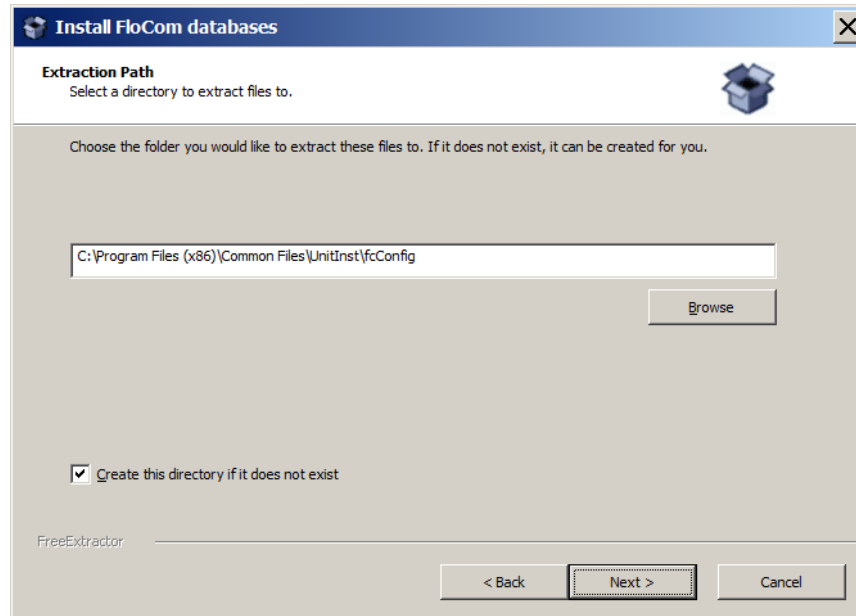 Install FloCom databases
Extraction Path
Select a directory to extract files to.
Choose the folder you would like to extract these files to. If it does not exist, it can be created for you.
C:\Program Files (x86)\Common Files\UnitInst\fcConfig
Browse
Create this directory if it does not exist
FreeExtractor
< Back
Next >
Cancel